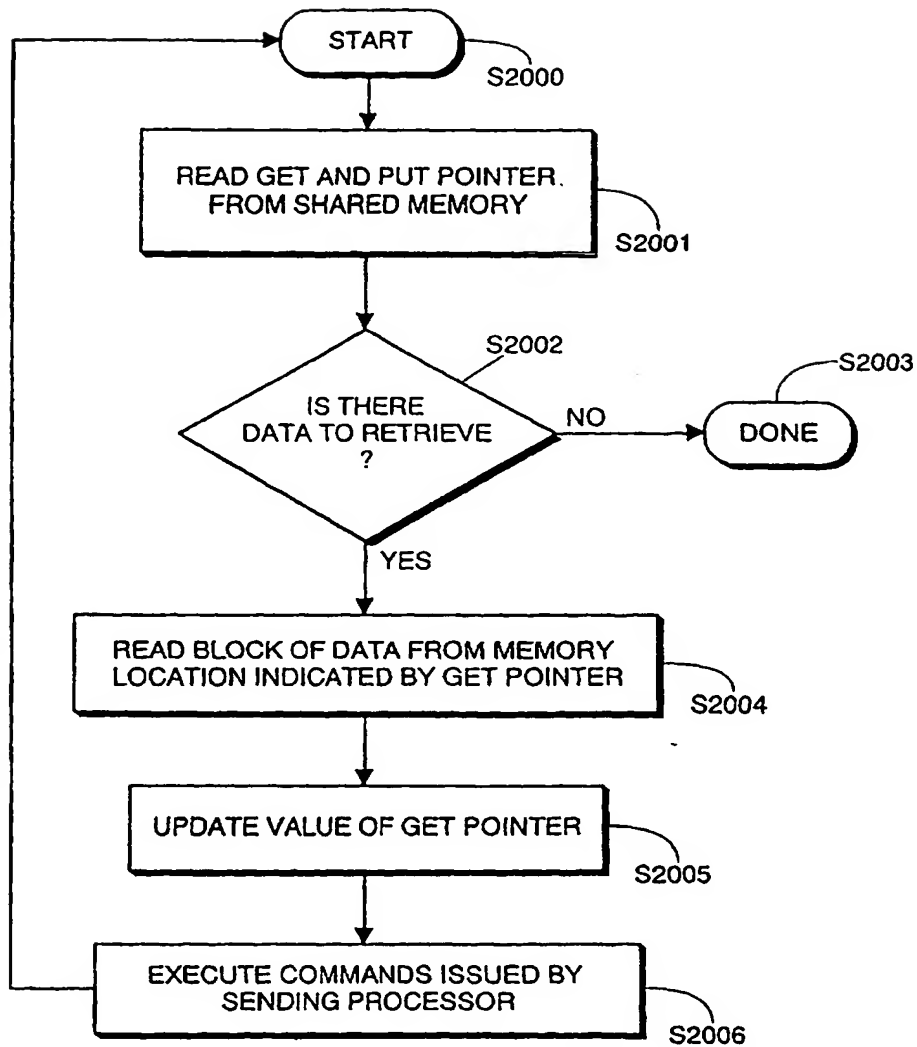 START
S2000
READ GET AND PUT POINTER.
FROM SHARED MEMORY
S2001
S2002
IS THERE
DATA TO RETRIEVE
?
NO
S2003
DONE
YES
READ BLOCK OF DATA FROM MEMORY
LOCATION INDICATED BY GET POINTER
S2004
UPDATE VALUE OF GET POINTER
S2005
EXECUTE COMMANDS ISSUED BY
SENDING PROCESSOR
S2006